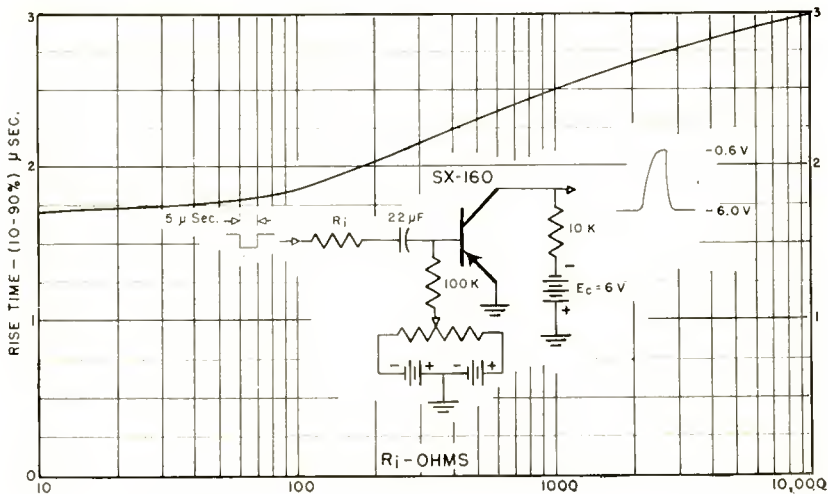 3
3
RISE TIME – (10-90%) μ SEC.
2
2
1
1
0
SX-160
-0.6 V
-6.0 V
5 μ Sec.
Ri
22 μF
10 K
100 K
-
EC = 6 V
+
- + - +
Ri-OHMS
10
100
1000
10,000